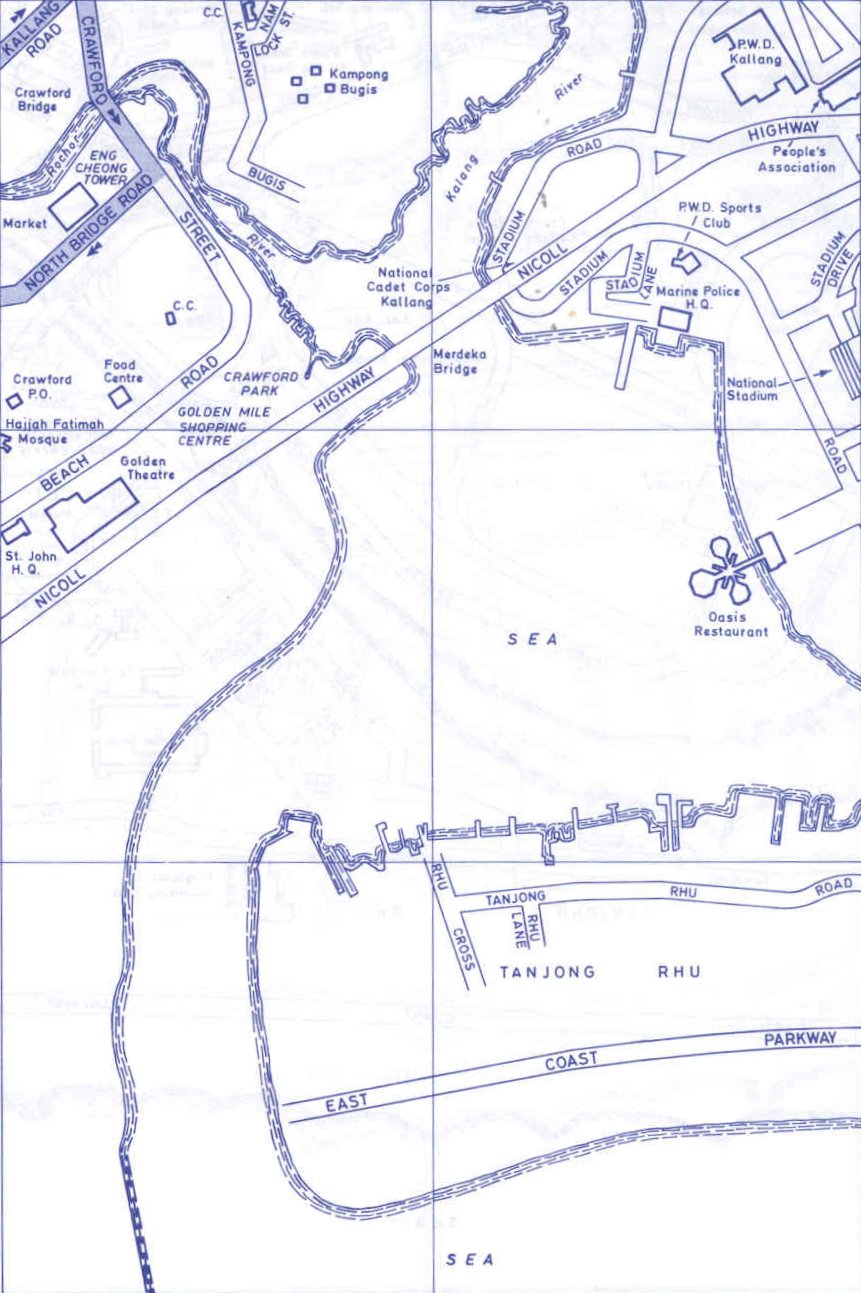 KALLANG
ROAD
CRAWFORD
C.C.
KAMPONG
NAM
LOCK ST.
Kampong
Bugis
River
P.W.D.
Kallang
Crawford
Bridge
Rochor
ENG
CHEONG
TOWER
Market
NORTH BRIDGE ROAD
STREET
River
BUGIS
Kalang
ROAD
HIGHWAY
People's
Association
P.W.D. Sports
Club
STADIUM
NICOLL
STADIUM
STADIUM
LANE
STADIUM
DRIVE
National
Cadet Corps
Kallang
Marine Police
H.Q.
C.C.
Merdeka
Bridge
Food
Centre
ROAD
CRAWFORD
PARK
HIGHWAY
National
Stadium
Crawford
P.O.
GOLDEN MILE
SHOPPING
CENTRE
Hajjah Fatimah
Mosque
BEACH
Golden
Theatre
ROAD
St. John
H. Q.
NICOLL
Oasis
Restaurant
SEA
RHU
CROSS
TANJONG
RHU
ROAD
RHU
LANE
TANJONG RHU
EAST
COAST
PARKWAY
SEA